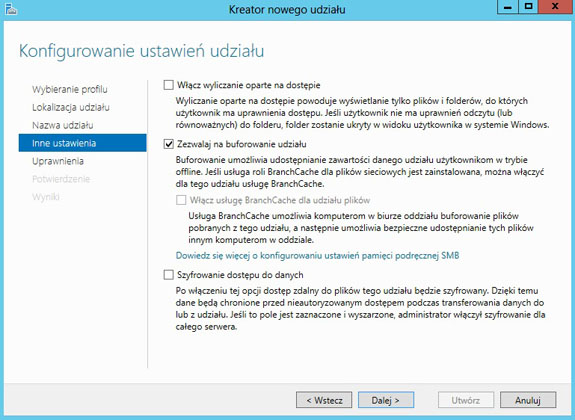 Kreator nowego udziału
Konfigurowanie ustawień udziału
Wybieranie profilu
Lokalizacja udziału
Nazwa udziału
Inne ustawienia
Uprawnienia
Potwierdzenie
Wyniki
Włącz wyliczanie oparte na dostępie
Wyliczanie oparte na dostępie powoduje wyświetlanie tylko plików i folderów, do których
użytkownik ma uprawnienia dostępu. Jeśli użytkownik nie ma uprawnień odczytu (lub
równoważnych) do folderu, folder zostanie ukryty w widoku użytkownika w systemie Windows.
Zezwalaj na buforowanie udziału
Buforowanie umożliwia udostępnianie zawartości danego udziału użytkownikom w trybie
offline. Jeśli usługa roli BranchCache dla plików sieciowych jest zainstalowana, można włączyć
dla tego udziału usługę BranchCache.
Włącz usługę BranchCache dla udziału plików
Usługa BranchCache umożliwia komputerom w biurze oddziału buforowanie plików
pobranych z tego udziału, a następnie umożliwia bezpieczne udostępnianie tych plików
innym komputerom w oddziale.
Dowiedz się więcej o konfigurowaniu ustawień pamięci podręcznej SMB
Szyfrowanie dostępu do danych
Po włączeniu tej opcji dostęp zdalny do plików tego udziału będzie szyfrowany. Dzięki temu
dane będą chronione przed nieautoryzowanym dostępem podczas transferowania danych do
lub z udziału. Jeśli to pole jest zaznaczone i wyszarzone, administrator włączył szyfrowanie dla
całego serwera.
< Wstecz
Dalej >
Utwórz
Anuluj